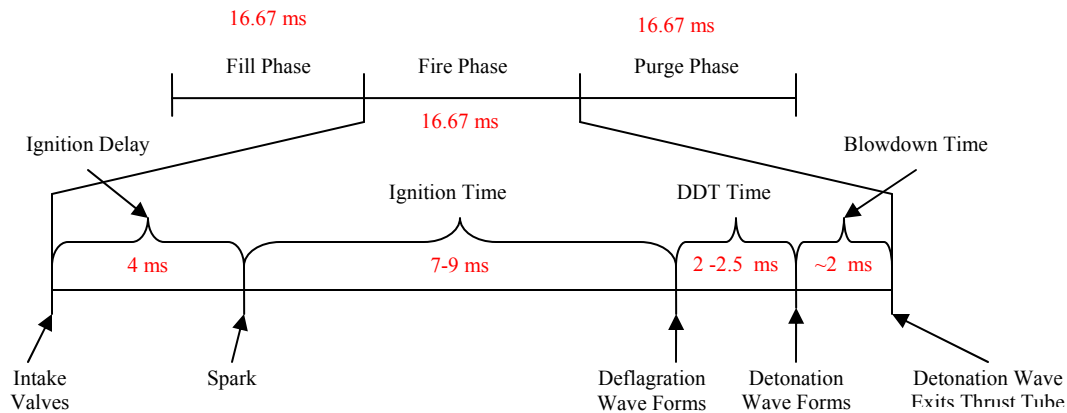 16.67 ms
16.67 ms
Fill Phase
Fire Phase
Purge Phase
16.67 ms
Ignition Delay
Blowdown Time
Ignition Time
DDT Time
4 ms
7-9 ms
2 -2.5 ms
~2 ms
Intake
Valves
Spark
Deflagration
Wave Forms
Detonation
Wave Forms
Detonation Wave
Exits Thrust Tube